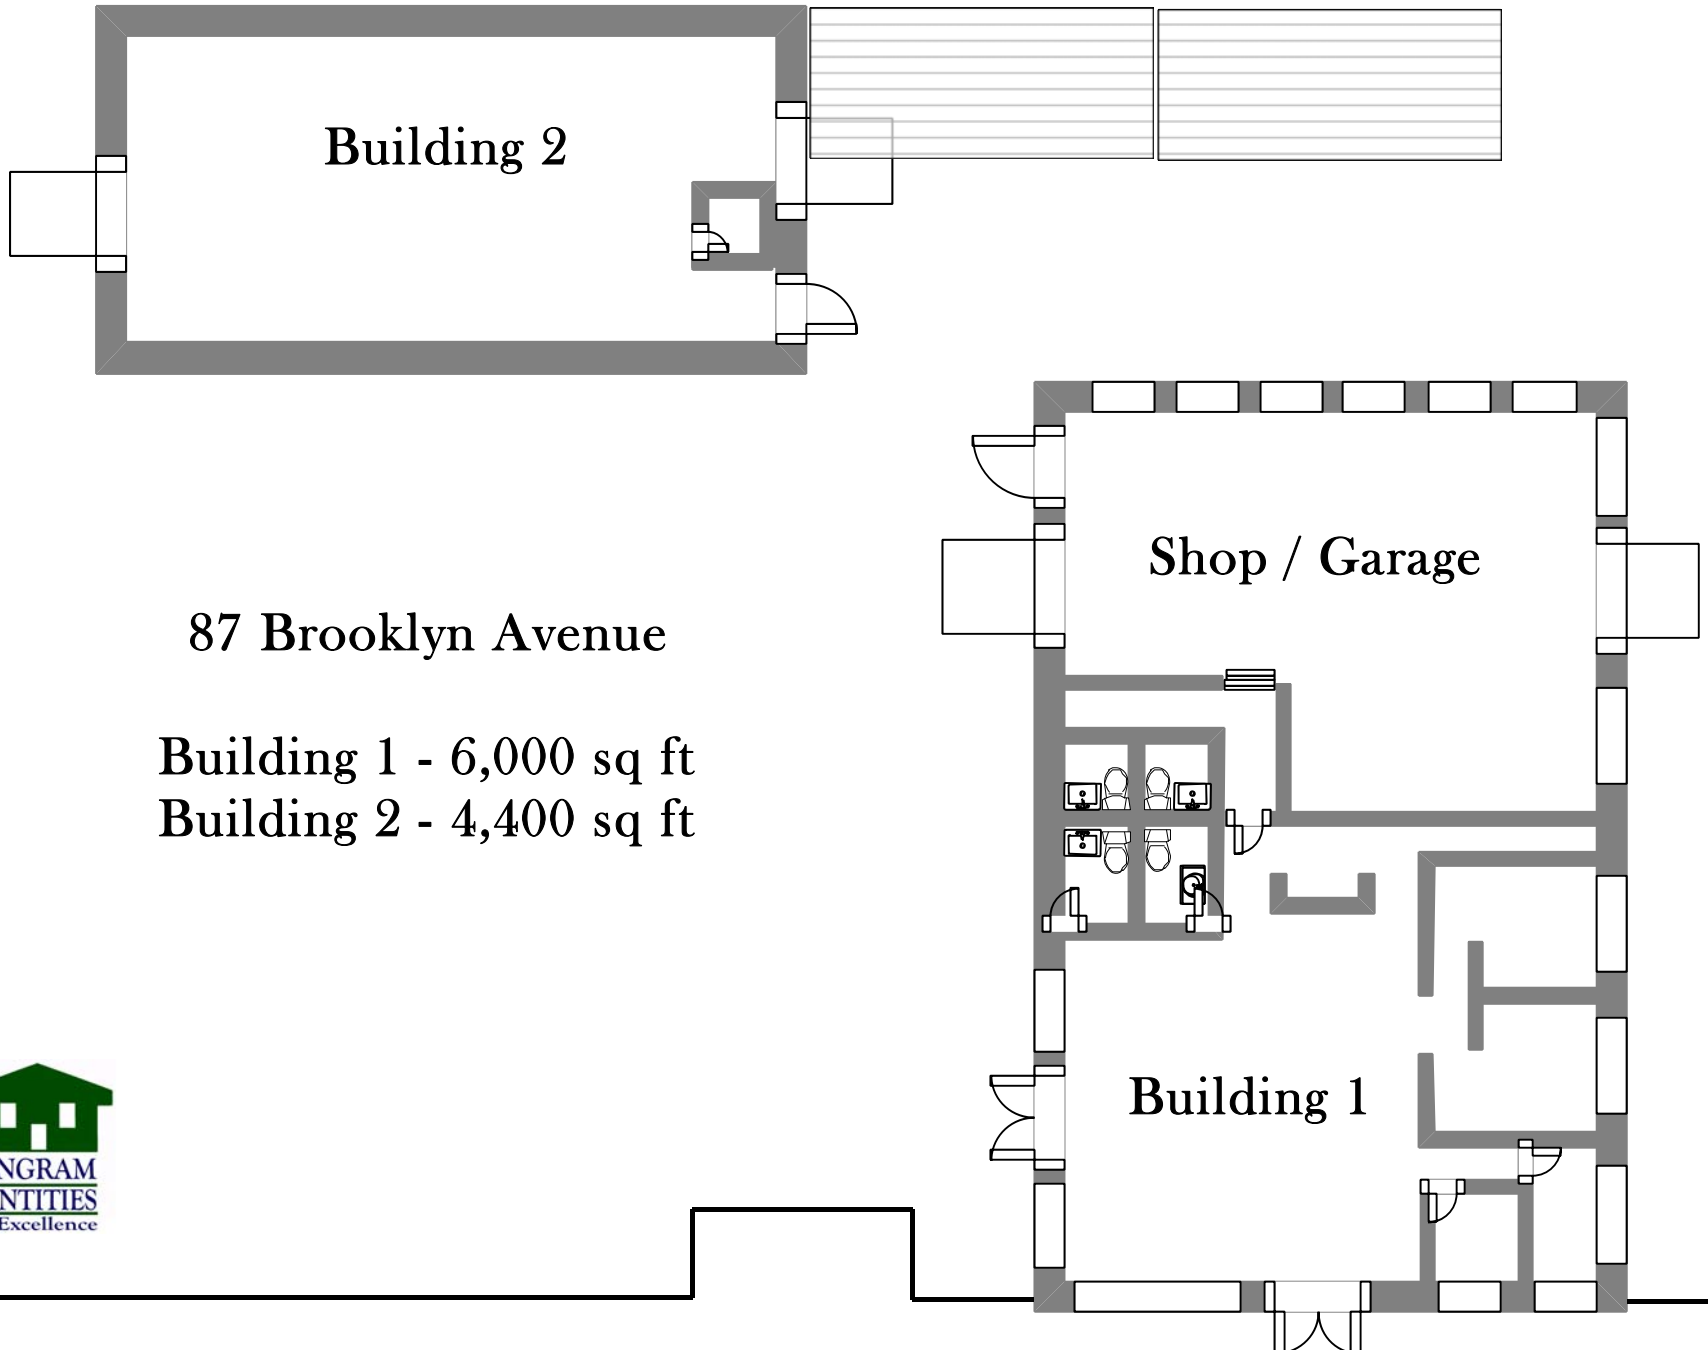 Building 2
Shop / Garage
87 Brooklyn Avenue
Building 1 - 6,000 sq ft
Building 2 - 4,400 sq ft
Building 1
NGRAM
NTITIES
Excellence